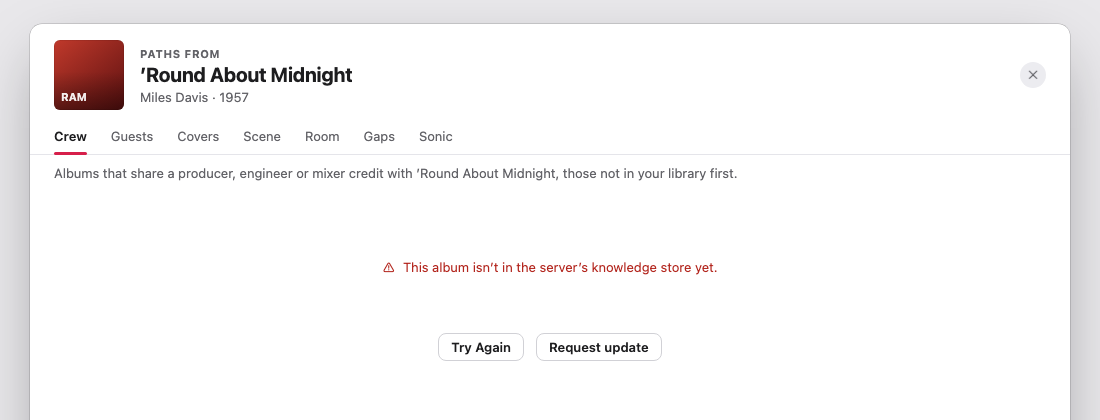 PATHS FROM
’Round About Midnight
Miles Davis · 1957
RAM
Crew Guests Covers Scene Room Gaps Sonic
Albums that share a producer, engineer or mixer credit with ’Round About Midnight, those not in your library first.
This album isn’t in the server’s knowledge store yet.
Try Again Request update